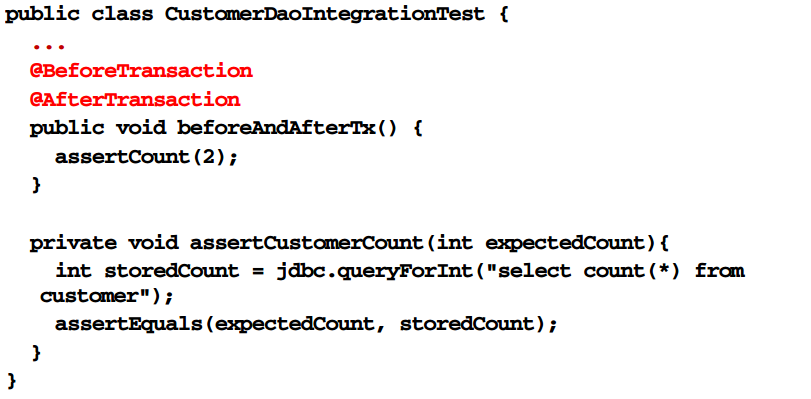 public class CustomerDaoIntegrationTest {
...
@BeforeTransaction
@AfterTransaction
public void beforeAndAfterTx() {
assertCount(2);
}
private void assertCustomerCount(int expectedCount){
int storedCount = jdbc.queryForInt("select count(*) from
customer");
assertEquals(expectedCount, storedCount);
}
}